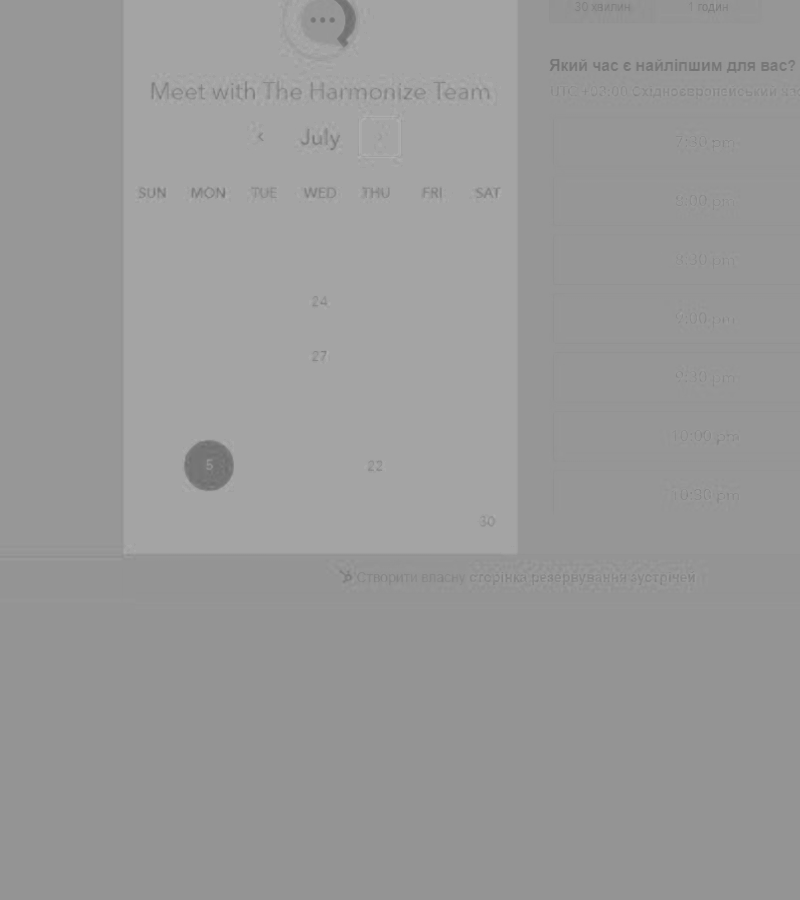 30 хвилин 1 годин
Meet with The Harmonize Team
July
SUN MON TUE WED THU FRI SAT
24
27
5 22
30
Який час є найліпшим для вас?
UTC +03:00 Східноєвропейський
7:30 pm
8:00 pm
8:30 pm
9:00 pm
9:30 pm
10:00 pm
10:30 pm
Створити власну сторінка резервування зустрічей